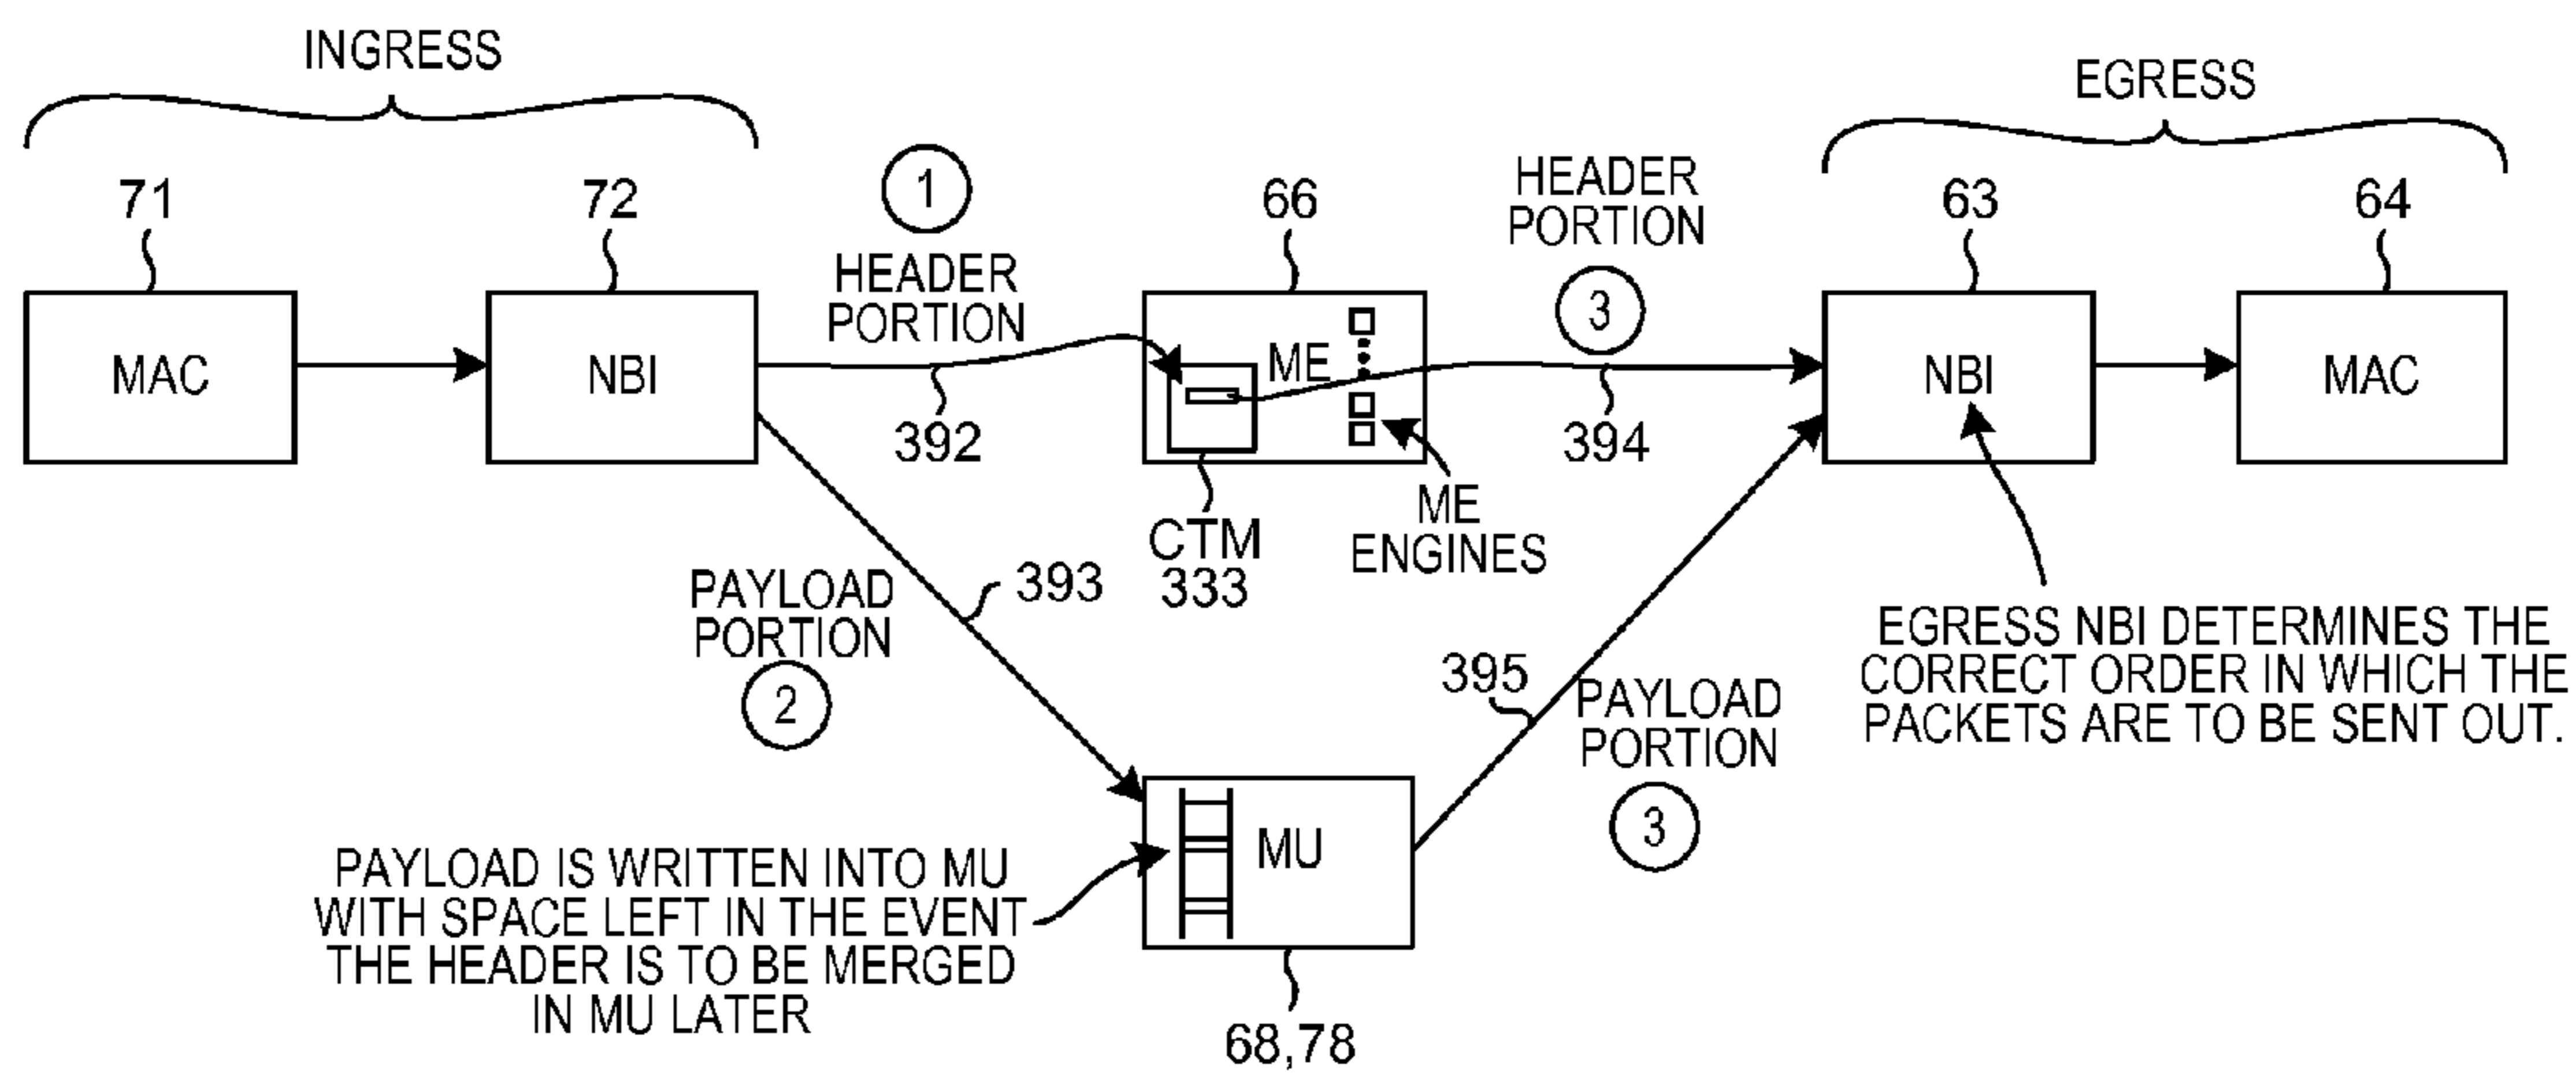 INGRESS
EGRESS
71
72
1
HEADER
PORTION
66
HEADER
PORTION
3
63
64
MAC
NBI
ME
NBI
MAC
392
394
CTM
333
ME
ENGINES
PAYLOAD
PORTION
2
393
395
PAYLOAD
PORTION
3
EGRESS NBI DETERMINES THE
CORRECT ORDER IN WHICH THE
PACKETS ARE TO BE SENT OUT.
PAYLOAD IS WRITTEN INTO MU
WITH SPACE LEFT IN THE EVENT
THE HEADER IS TO BE MERGED
IN MU LATER
MU
68,78